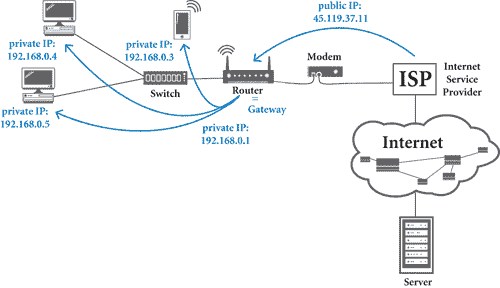 public IP:
45.119.37.11
private IP:
192.168.0.4
private IP:
192.168.0.3
Modem
ISP
Internet
Service
Provider
Switch
Router
=
Gateway
private IP:
192.168.0.5
private IP:
192.168.0.1
Internet
Server